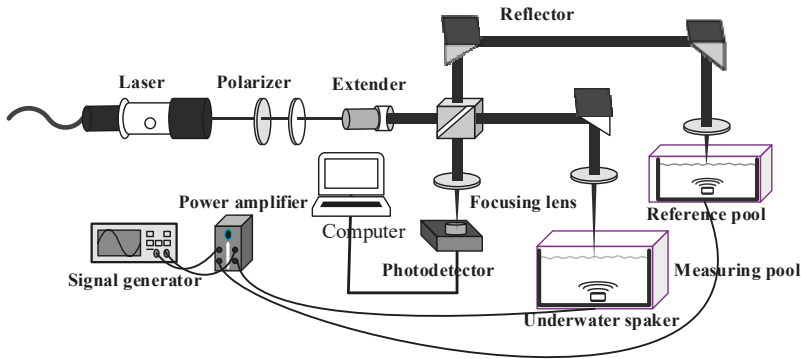 Reflector
Laser
Polarizer
Extender
Power amplifier
Focusing lens
Reference pool
Computer
Signal generator
Photodetector
Measuring pool
Underwater spaker